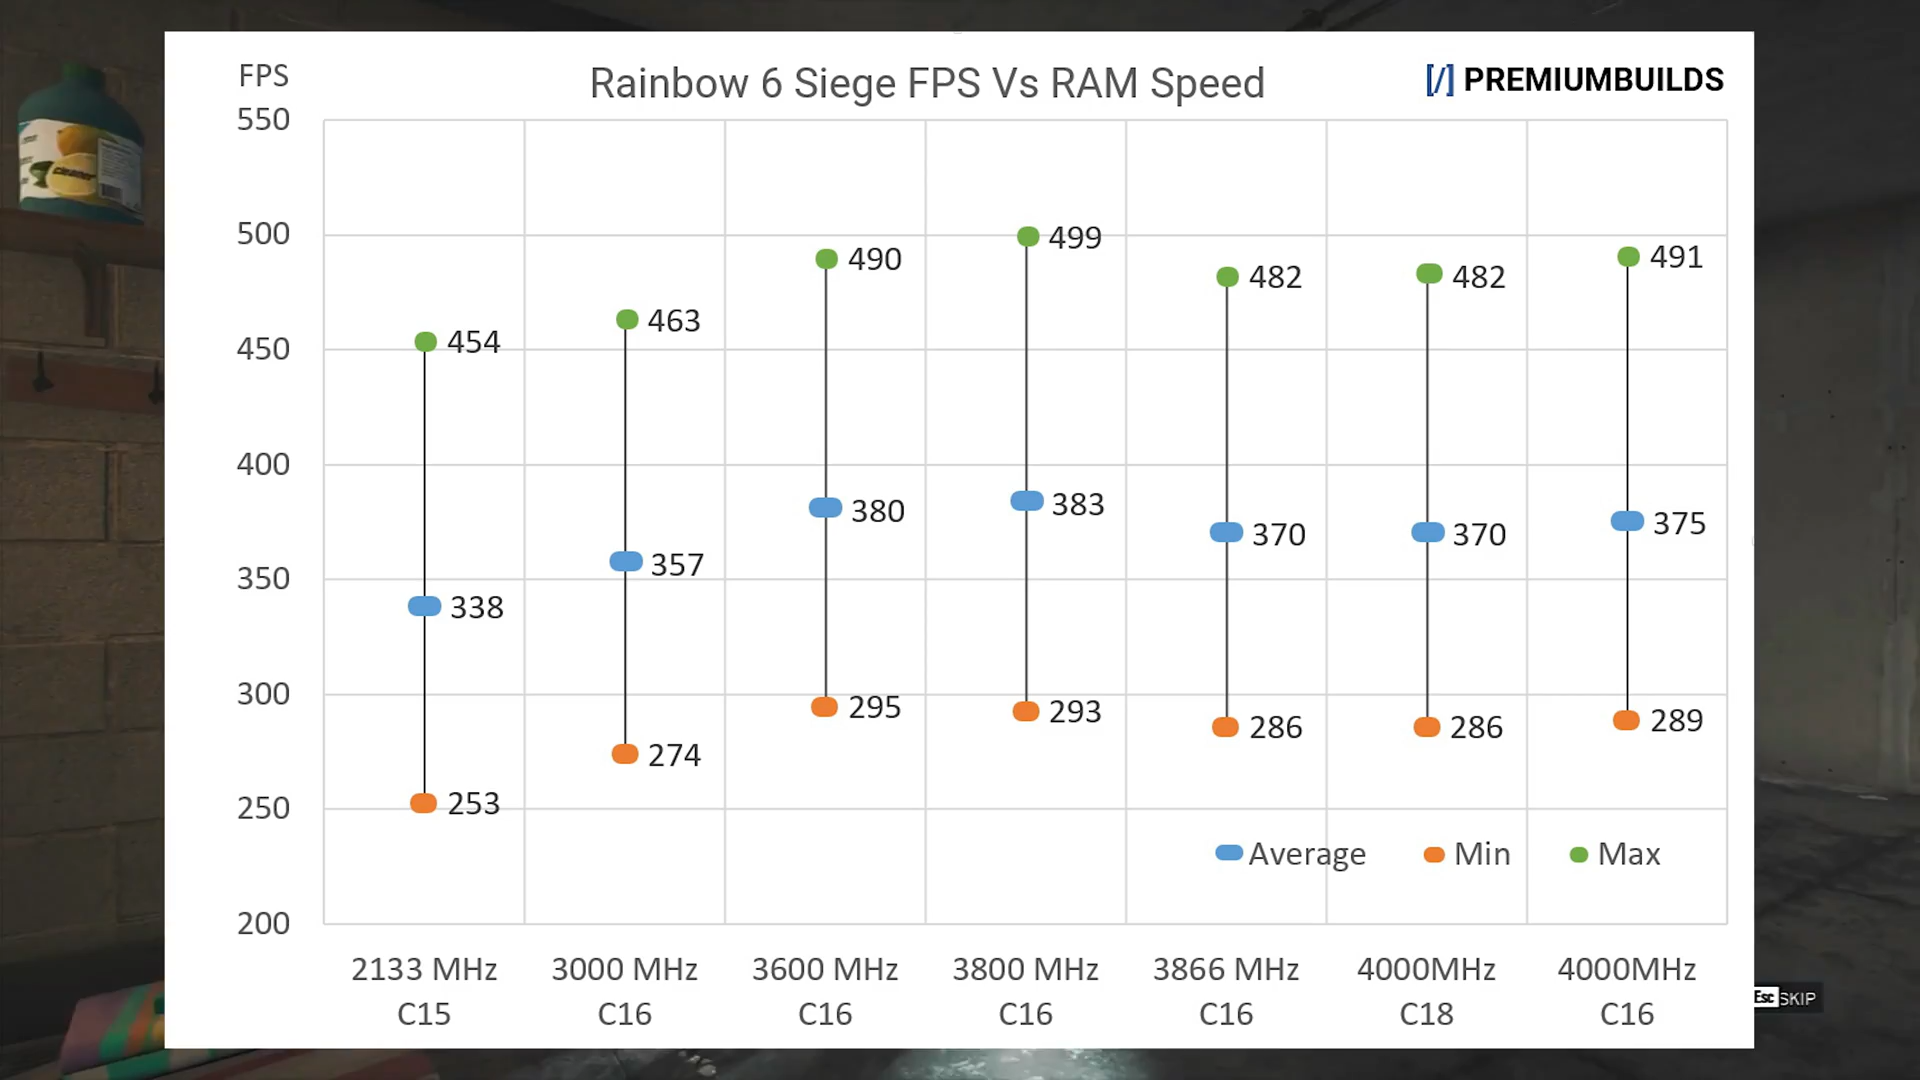 FPS
Rainbow 6 Siege FPS Vs RAM Speed
[/] PREMIUMBUILDS
550
500
450
400
350
300
250
200
454
338
253
463
357
274
490
380
295
499
383
293
482
370
286
482
370
286
491
375
289
Average
Min
Max
2133 MHz
C15
3000 MHz
C16
3600 MHz
C16
3800 MHz
C16
3866 MHz
C16
4000MHz
C18
4000MHz
C16
cleaner
Esc SKIP